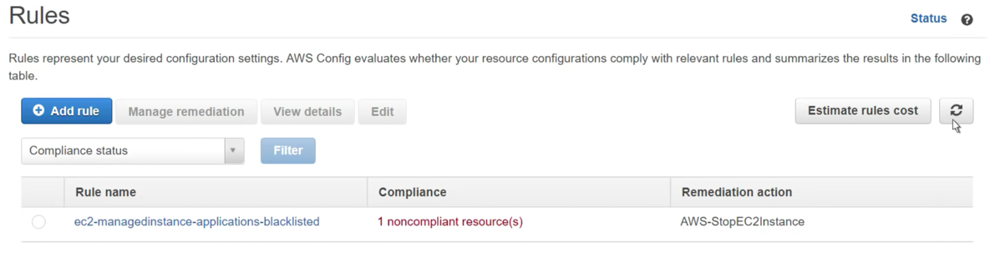 Rules
Status
Rules represent your desired configuration settings. AWS Config evaluates whether your resource configurations comply with relevant rules and summarizes the results in the following
table.
Add rule Manage remediation View details Edit Estimate rules cost
Compliance status Filter
Rule name Compliance Remediation action
ec2-managedinstance-applications-blacklisted 1 noncompliant resource(s) AWS-StopEC2Instance